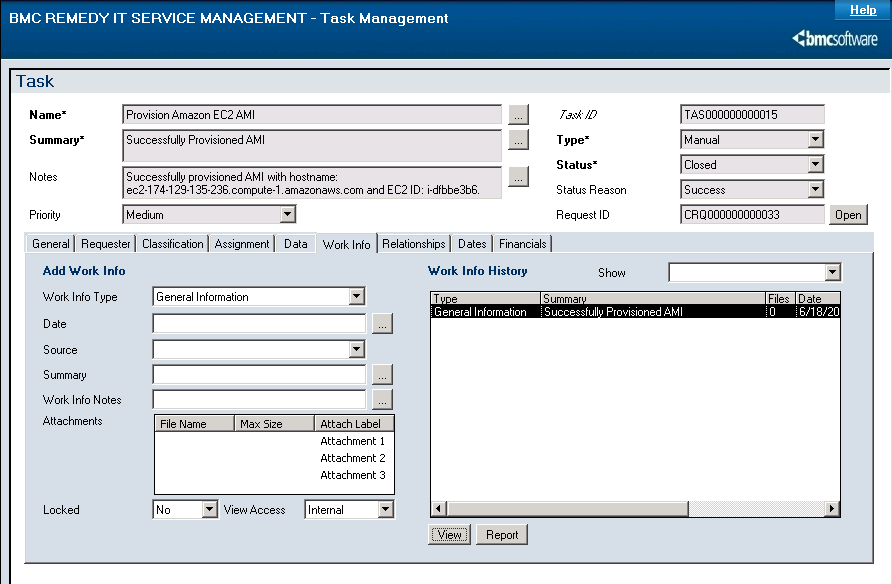 BMC REMEDY IT SERVICE MANAGEMENT - Task Management
Help
bmcsoftware
Task
Name*
Provision Amazon EC2 AMI
...
Task ID
TAS000000000015
Summary*
Successfully Provisioned AMI
...
Type*
Manual
Status*
Closed
Notes
Successfully provisioned AMI with hostname:
ec2-174-129-135-236.compute-1.amazonaws.com and EC2 ID: i-dfbbe3b6.
...
Status Reason
Success
Priority
Medium
Request ID
CRQ000000000033
Open
General
Requester
Classification
Assignment
Data
Work Info
Relationships
Dates
Financials
Add Work Info
Work Info Type
General Information
Date
...
Source
Summary
...
Work Info Notes
...
Attachments
File Name
Max Size
Attach Label
Attachment 1
Attachment 2
Attachment 3
Locked
No
View Access
Internal
Work Info History
Show
Type
Summary
Files
Date
General Information
Successfully Provisioned AMI
0
6/18/20
View
Report